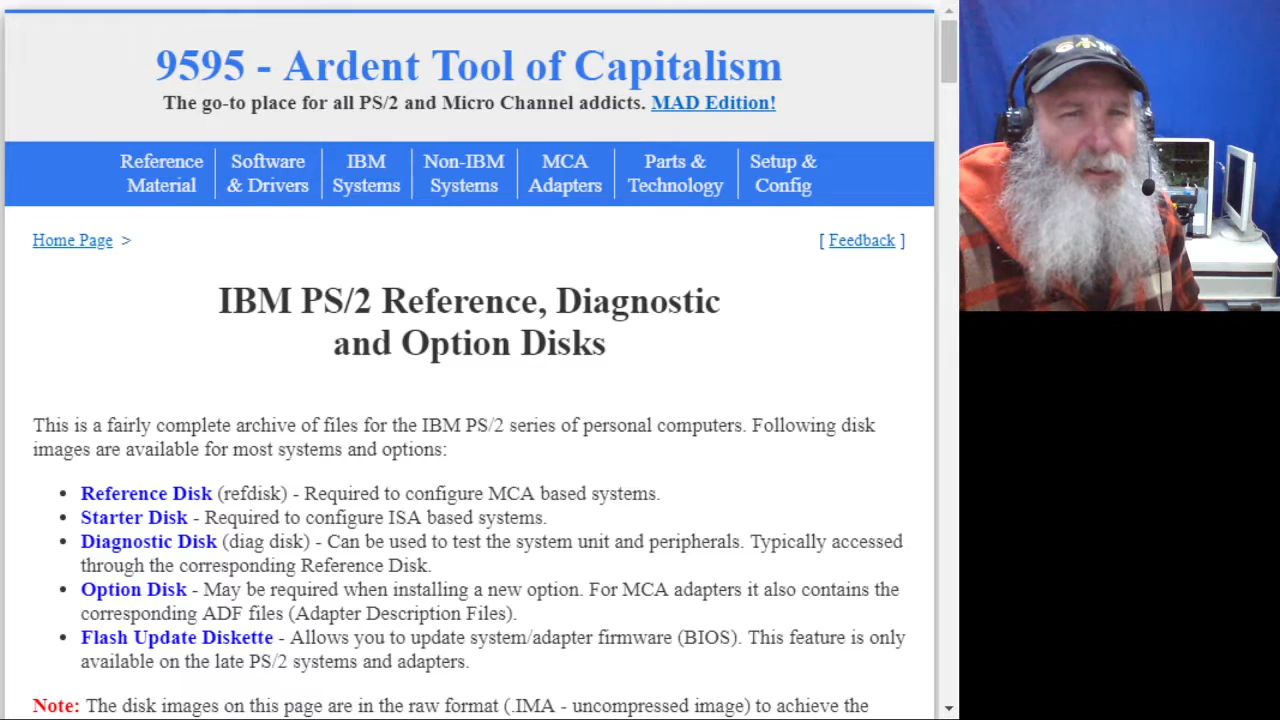 9595 - Ardent Tool of Capitalism
The go-to place for all PS/2 and Micro Channel addicts. MAD Edition!
Reference Material
Software & Drivers
IBM Systems
Non-IBM Systems
MCA Adapters
Parts & Technology
Setup & Config
Home Page >
[ Feedback ]
IBM PS/2 Reference, Diagnostic
and Option Disks
This is a fairly complete archive of files for the IBM PS/2 series of personal computers. Following disk
images are available for most systems and options:
• Reference Disk (refdisk) - Required to configure MCA based systems.
• Starter Disk - Required to configure ISA based systems.
• Diagnostic Disk (diag disk) - Can be used to test the system unit and peripherals. Typically accessed
through the corresponding Reference Disk.
• Option Disk - May be required when installing a new option. For MCA adapters it also contains the
corresponding ADF files (Adapter Description Files).
• Flash Update Diskette - Allows you to update system/adapter firmware (BIOS). This feature is only
available on the late PS/2 systems and adapters.
Note: The disk images on this page are in the raw format (.IMA - uncompressed image) to achieve the